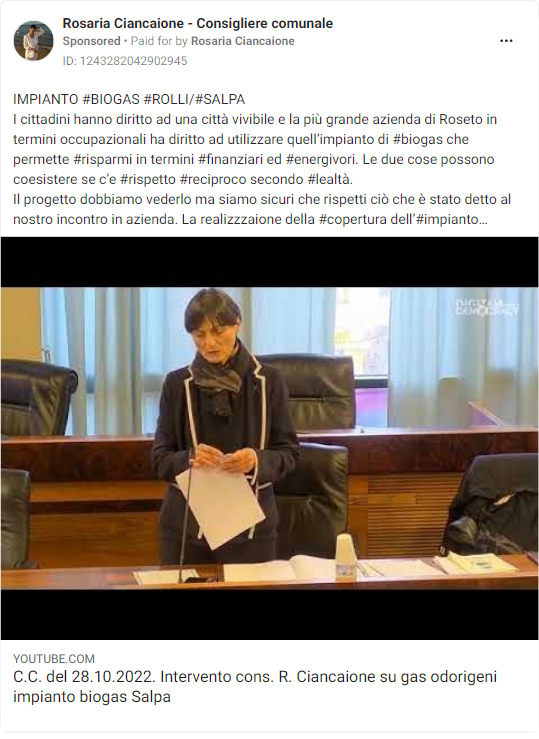 Rosaria Ciancaione - Consigliere comunale
Sponsored • Paid for by Rosaria Ciancaione
ID: 1243282042902945
IMPIANTO #BIOGAS #ROLLI/#SALPA
I cittadini hanno diritto ad una città vivibile e la più grande azienda di Roseto in
termini occupazionali ha diritto ad utilizzare quell'impianto di #biogas che
permette #risparmi in termini #finanziari ed #energivori. Le due cose possono
coesistere se c'e #rispetto #reciproco secondo #lealtà.
Il progetto dobbiamo vederlo ma siamo sicuri che rispetti ciò che è stato detto al
nostro incontro in azienda. La realizzzaione della #copertura dell'#impianto...
DIGITAL
DEMOCRACY
YOUTUBE.COM
C.C. del 28.10.2022. Intervento cons. R. Ciancaione su gas odorigeni
impianto biogas Salpa